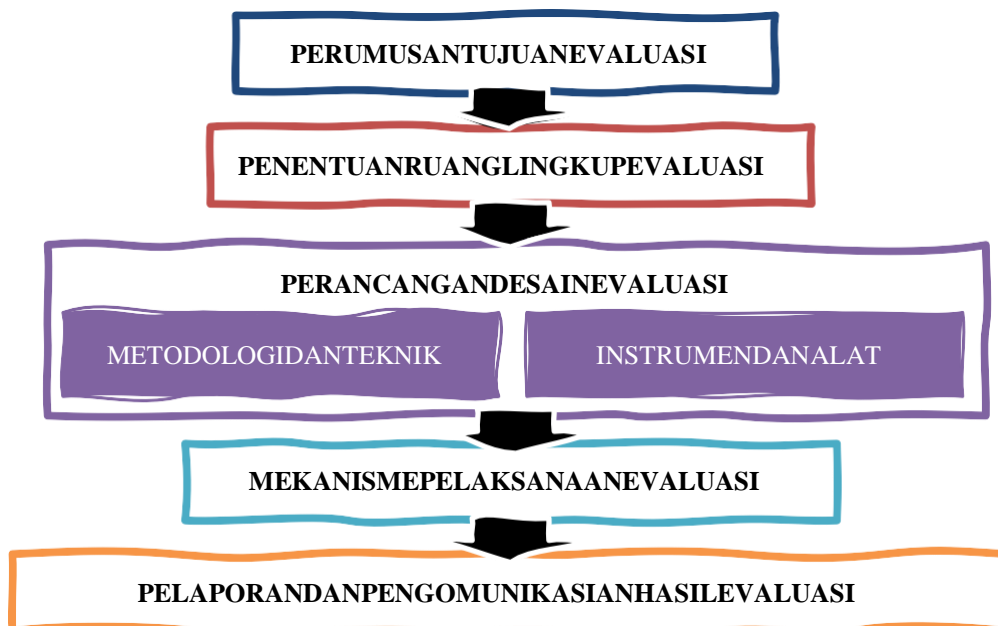 PERUMUSANTUJUANEVALUASI
PENENTUANRUANGLINGKUPEVALUASI
PERANCANGANDESAINEVALUASI
METODOLOGIDANTEKNIK
INSTRUMENDANALAT
MEKANISMEPELAKSANAANEVALUASI
PELAPORANDANPENGOMUNIKASIANHASILEVALUASI